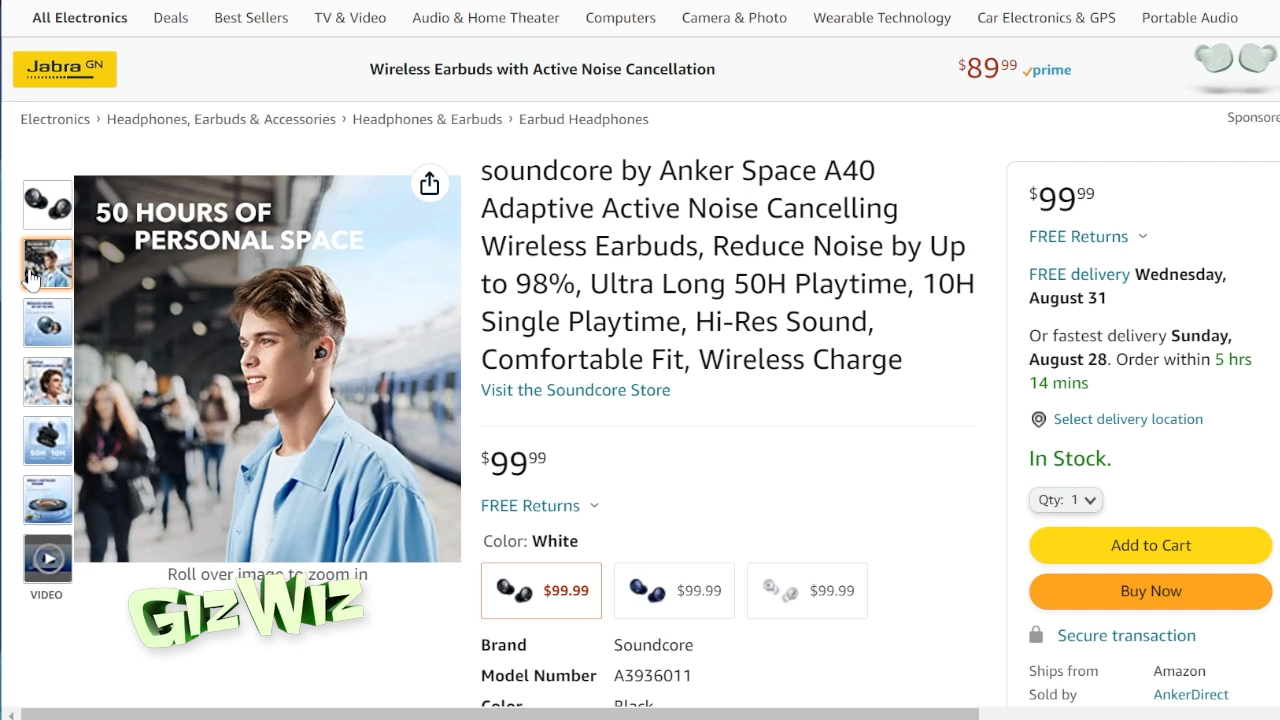 All Electronics Deals Best Sellers TV & Video Audio & Home Theater Computers Camera & Photo Wearable Technology Car Electronics & GPS Portable Audio
Jabra GN
Wireless Earbuds with Active Noise Cancellation
$89 99 prime
Electronics › Headphones, Earbuds & Accessories › Headphones & Earbuds › Earbud Headphones
50 HOURS OF
PERSONAL SPACE
Roll over image to zoom in
VIDEO
GizWiz
soundcore by Anker Space A40
Adaptive Active Noise Cancelling
Wireless Earbuds, Reduce Noise by Up
to 98%, Ultra Long 50H Playtime, 10H
Single Playtime, Hi-Res Sound,
Comfortable Fit, Wireless Charge
Visit the Soundcore Store
$99 99
FREE Returns
Color: White
$99.99 $99.99 $99.99
Brand Soundcore
Model Number A3936011
Color Black
$99 99
FREE Returns
FREE delivery Wednesday,
August 31
Or fastest delivery Sunday,
August 28. Order within 5 hrs
14 mins
Select delivery location
In Stock.
Qty: 1
Add to Cart
Buy Now
Secure transaction
Ships from Amazon
Sold by AnkerDirect